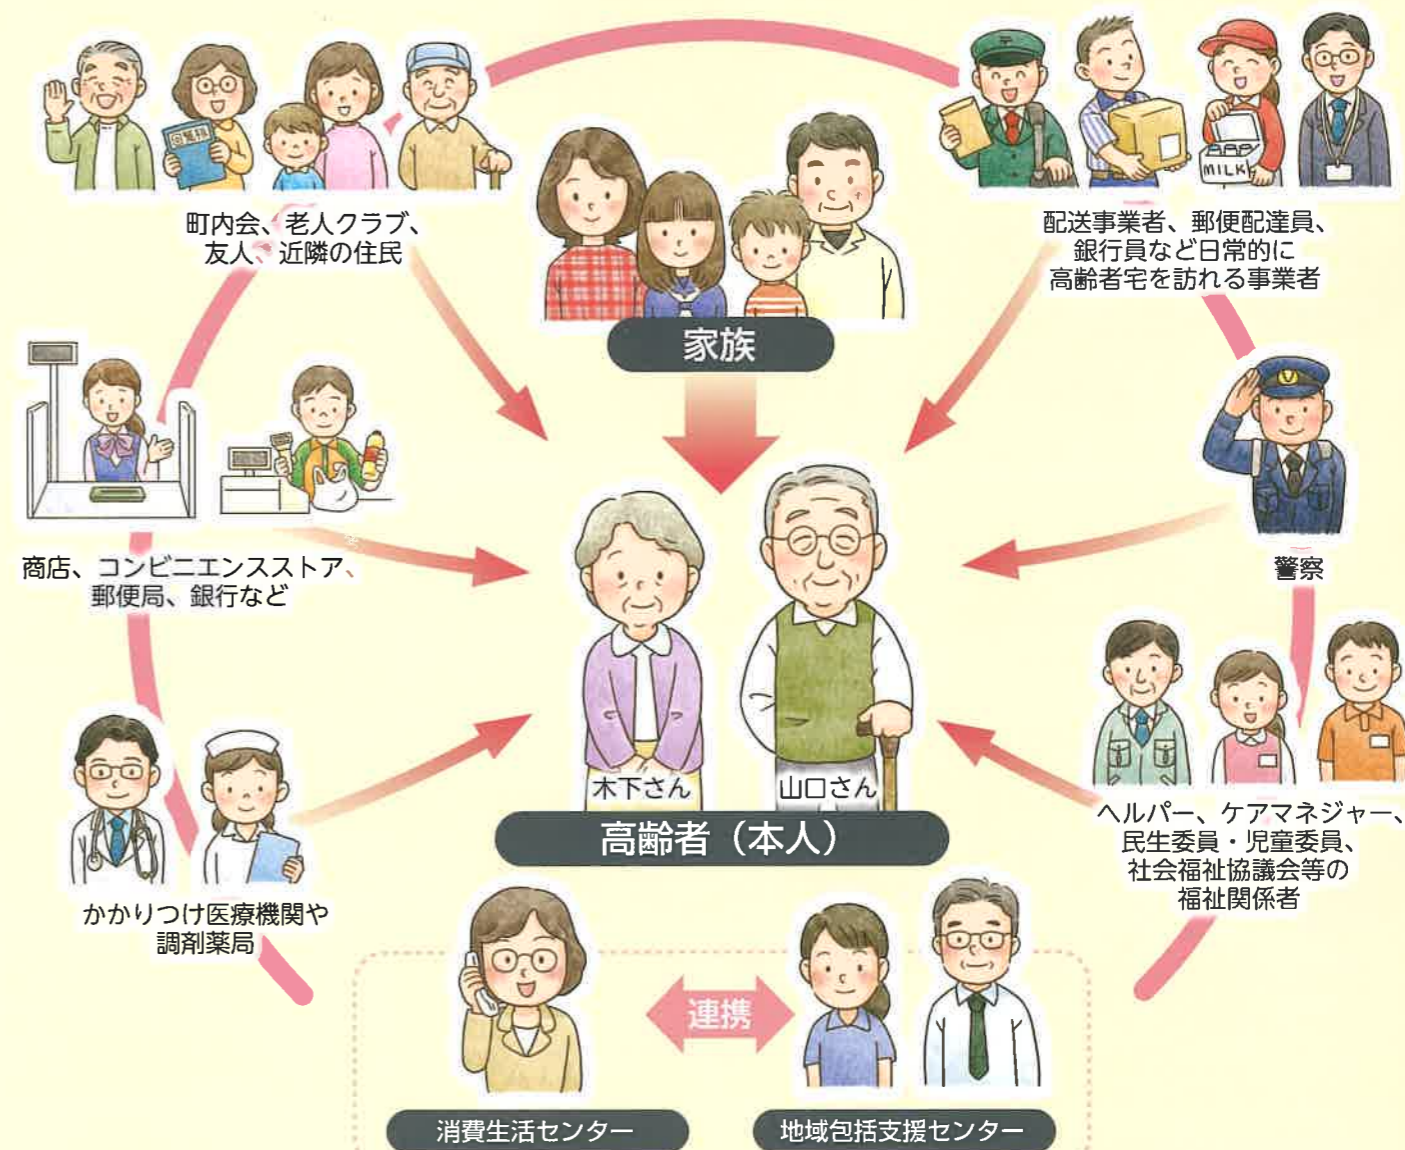 回覧板
町内会、老人クラブ、
友人、近隣の住民
MILK
配送事業者、郵便配達員、
銀行員など日常的に
高齢者宅を訪れる事業者
家族
商店、コンビニエンスストア、
郵便局、銀行など
警察
木下さん
山口さん
高齢者（本人）
かかりつけ医療機関や
調剤薬局
ヘルパー、ケアマネジャー、
民生委員・児童委員、
社会福祉協議会等の
福祉関係者
連携
消費生活センター
地域包括支援センター